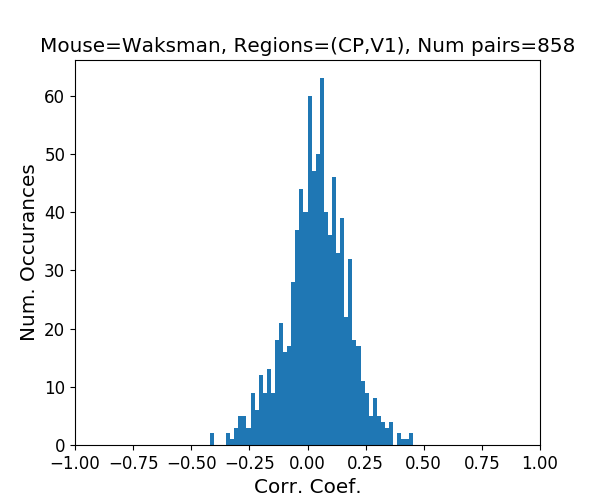 Mouse=Waksman, Regions=(CP,V1), Num pairs=858
Num. Occurances
60
50
40
30
20
10
0
−1.00 −0.75 −0.50 −0.25 0.00 0.25 0.50 0.75 1.00
Corr. Coef.